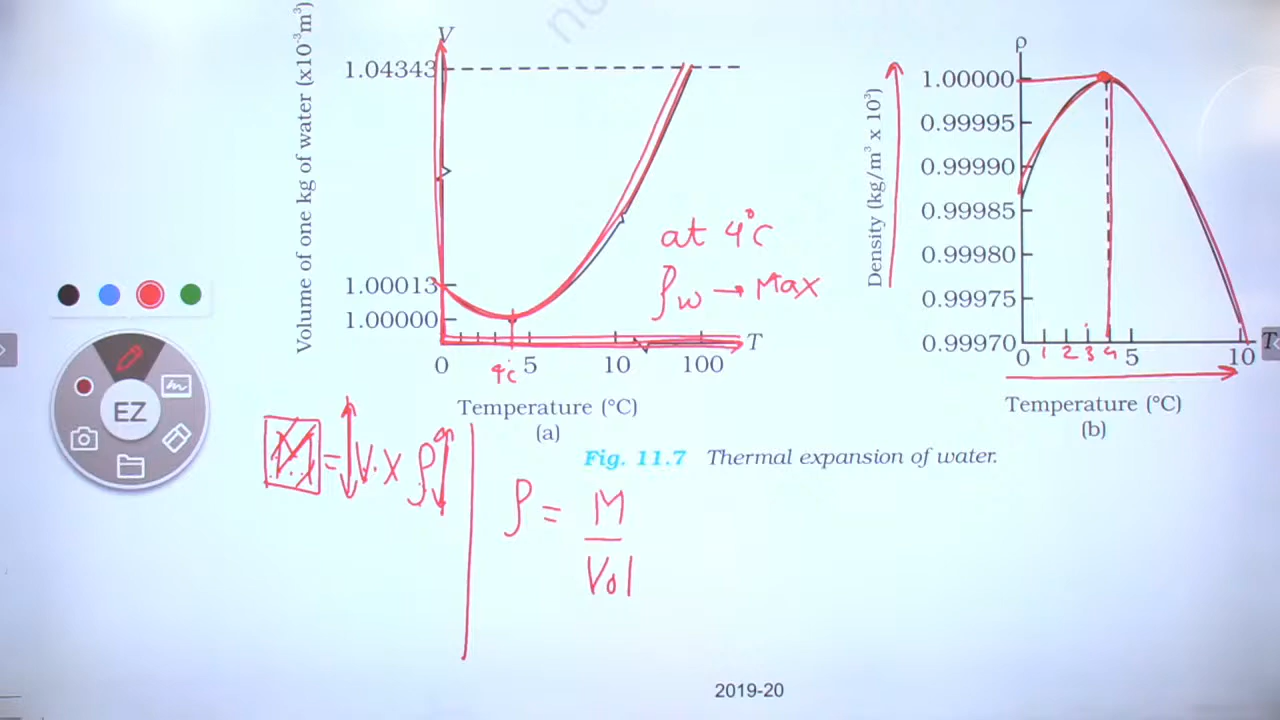 no
V
Volume of one kg of water (x10⁻³m³)
1.04343
1.00013
1.00000
0 5 10 100 T
4°c
Temperature (°C)
(a)
at 4°c
ρw → Max
ρ
Density (kg/m³ x 10³)
1.00000
0.99995
0.99990
0.99985
0.99980
0.99975
0.99970
0 1 2 3 4 5 10 T
Temperature (°C)
(b)
Fig. 11.7 Thermal expansion of water.
EZ
M = V. x ρ
ρ = M
Vol
2019-20